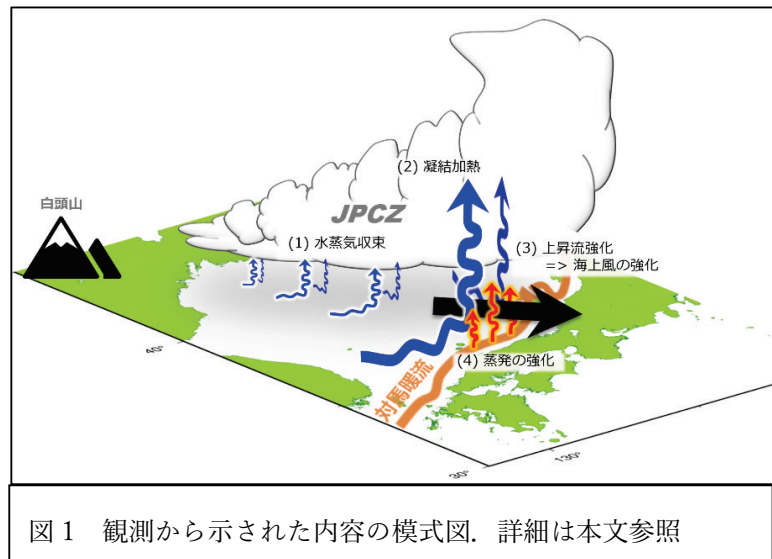 白頭山
(2) 凝結加熱
JPCZ
(1) 水蒸気収束
(3) 上昇流強化
=> 海上風の強化
(4) 蒸発の強化
対馬暖流
40°
30°
130°
図1 観測から示された内容の模式図．詳細は本文参照